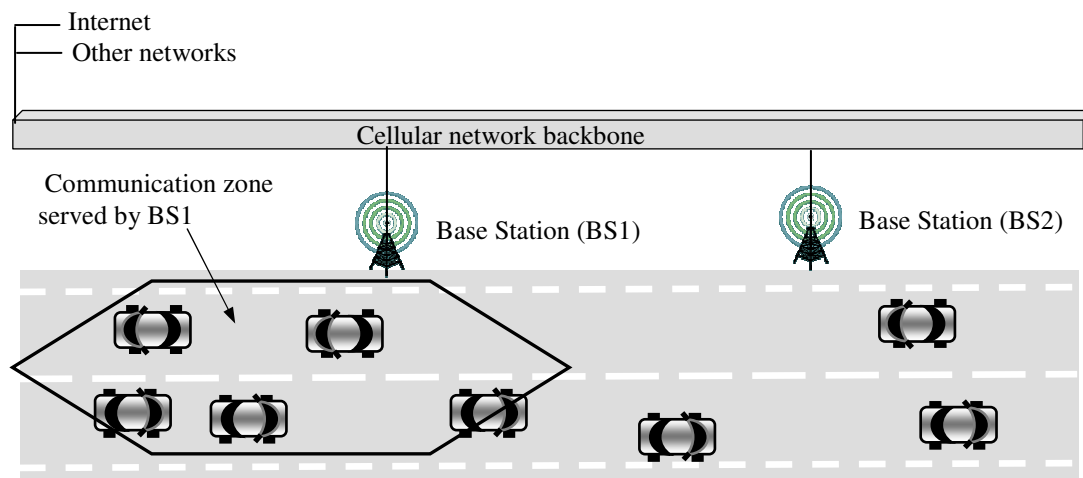 Internet
Other networks
Cellular network backbone
Communication zone
served by BS1
Base Station (BS1)
Base Station (BS2)